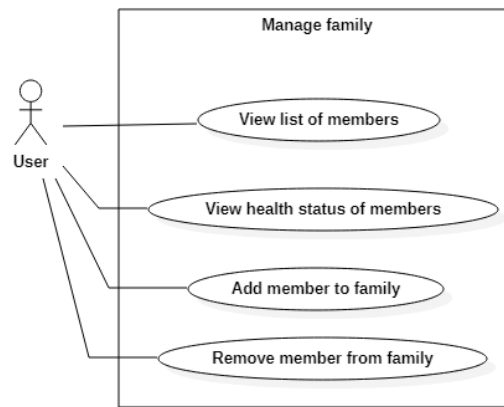 Manage family
View list of members
User
View health status of members
Add member to family
Remove member from family